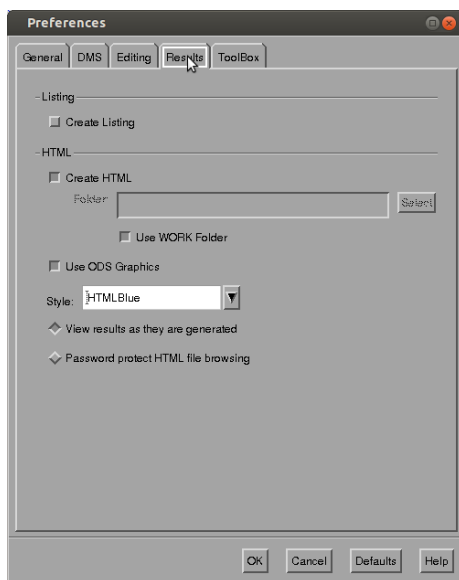 Preferences
General DMS Editing Results ToolBox
Listing
Create Listing
HTML
Create HTML
Folder: Select
Use WORK Folder
Use ODS Graphics
Style: HTMLBlue
View results as they are generated
Password protect HTML file browsing
OK Cancel Defaults Help